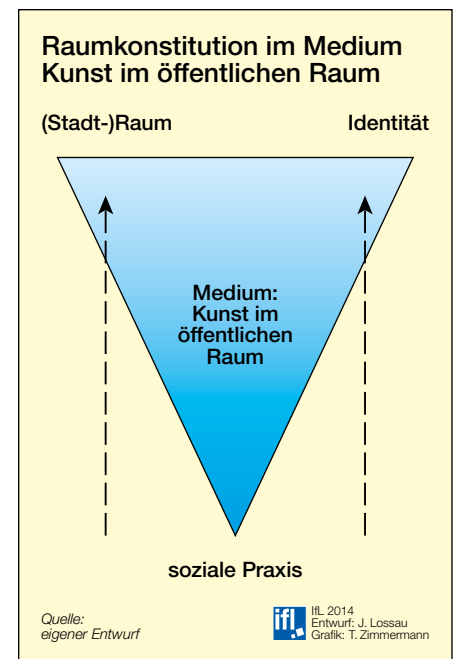 Raumkonstitution im Medium
Kunst im öffentlichen Raum
(Stadt-)Raum Identität
Medium:
Kunst im
öffentlichen
Raum
soziale Praxis
Quelle:
eigener Entwurf
ifl
IfL 2014
Entwurf: J. Lossau
Grafik: T. Zimmermann